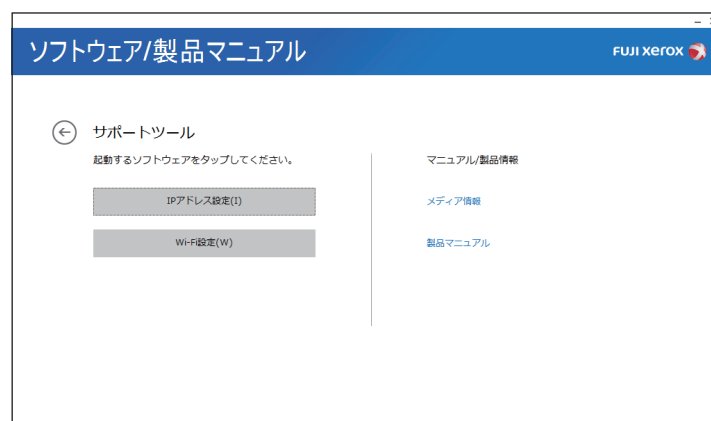 ソフトウェア/製品マニュアル
FUJI xerox
サポートツール
起動するソフトウェアをタップしてください。
IPアドレス設定(I)
Wi-Fi設定(W)
マニュアル/製品情報
メディア情報
製品マニュアル